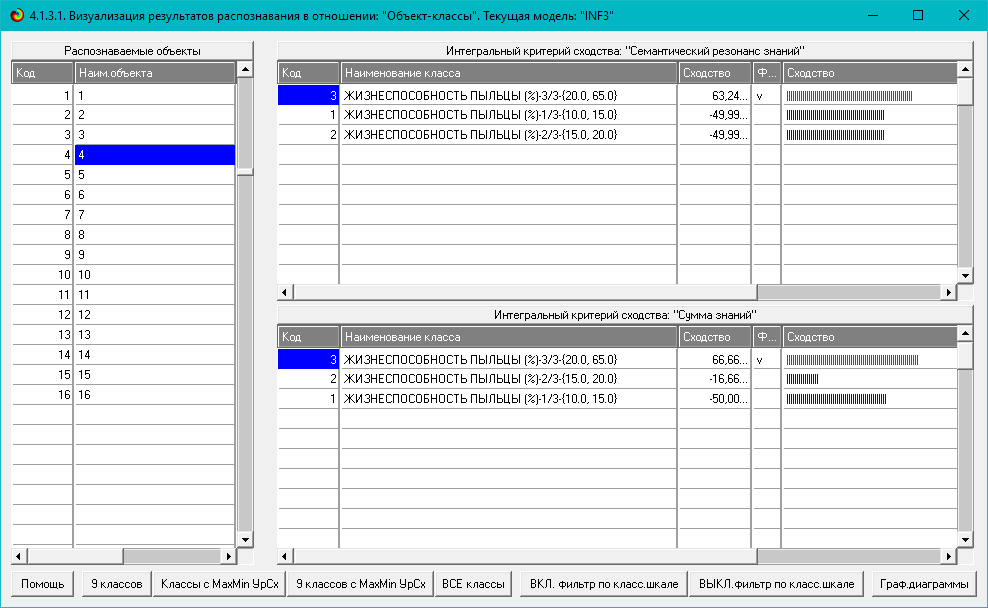 4.1.3.1. Визуализация результатов распознавания в отношении: "Объект-классы". Текущая модель: "INF3"
Распознаваемые объекты
Код Наим.объекта
1 1
2 2
3 3
4 4
5 5
6 6
7 7
8 8
9 9
10 10
11 11
12 12
13 13
14 14
15 15
16 16
Интегральный критерий сходства: "Семантический резонанс знаний"
Код Наименование класса Сходство Ф... Сходство
3 ЖИЗНЕСПОСОБНОСТЬ ПЫЛЬЦЫ (%)-3/3-{20.0, 65.0} 63,24... v
1 ЖИЗНЕСПОСОБНОСТЬ ПЫЛЬЦЫ (%)-1/3-{10.0, 15.0} -49,99...
2 ЖИЗНЕСПОСОБНОСТЬ ПЫЛЬЦЫ (%)-2/3-{15.0, 20.0} -49,99...
Интегральный критерий сходства: "Сумма знаний"
Код Наименование класса Сходство Ф... Сходство
3 ЖИЗНЕСПОСОБНОСТЬ ПЫЛЬЦЫ (%)-3/3-{20.0, 65.0} 66,66... v
2 ЖИЗНЕСПОСОБНОСТЬ ПЫЛЬЦЫ (%)-2/3-{15.0, 20.0} -16,66...
1 ЖИЗНЕСПОСОБНОСТЬ ПЫЛЬЦЫ (%)-1/3-{10.0, 15.0} -50,00...
Помощь 9 классов Классы с MaxMin УрСх 9 классов с MaxMin УрСх ВСЕ классы ВКЛ. фильтр по класс.шкале ВЫКЛ.фильтр по класс.шкале Граф.диаграммы